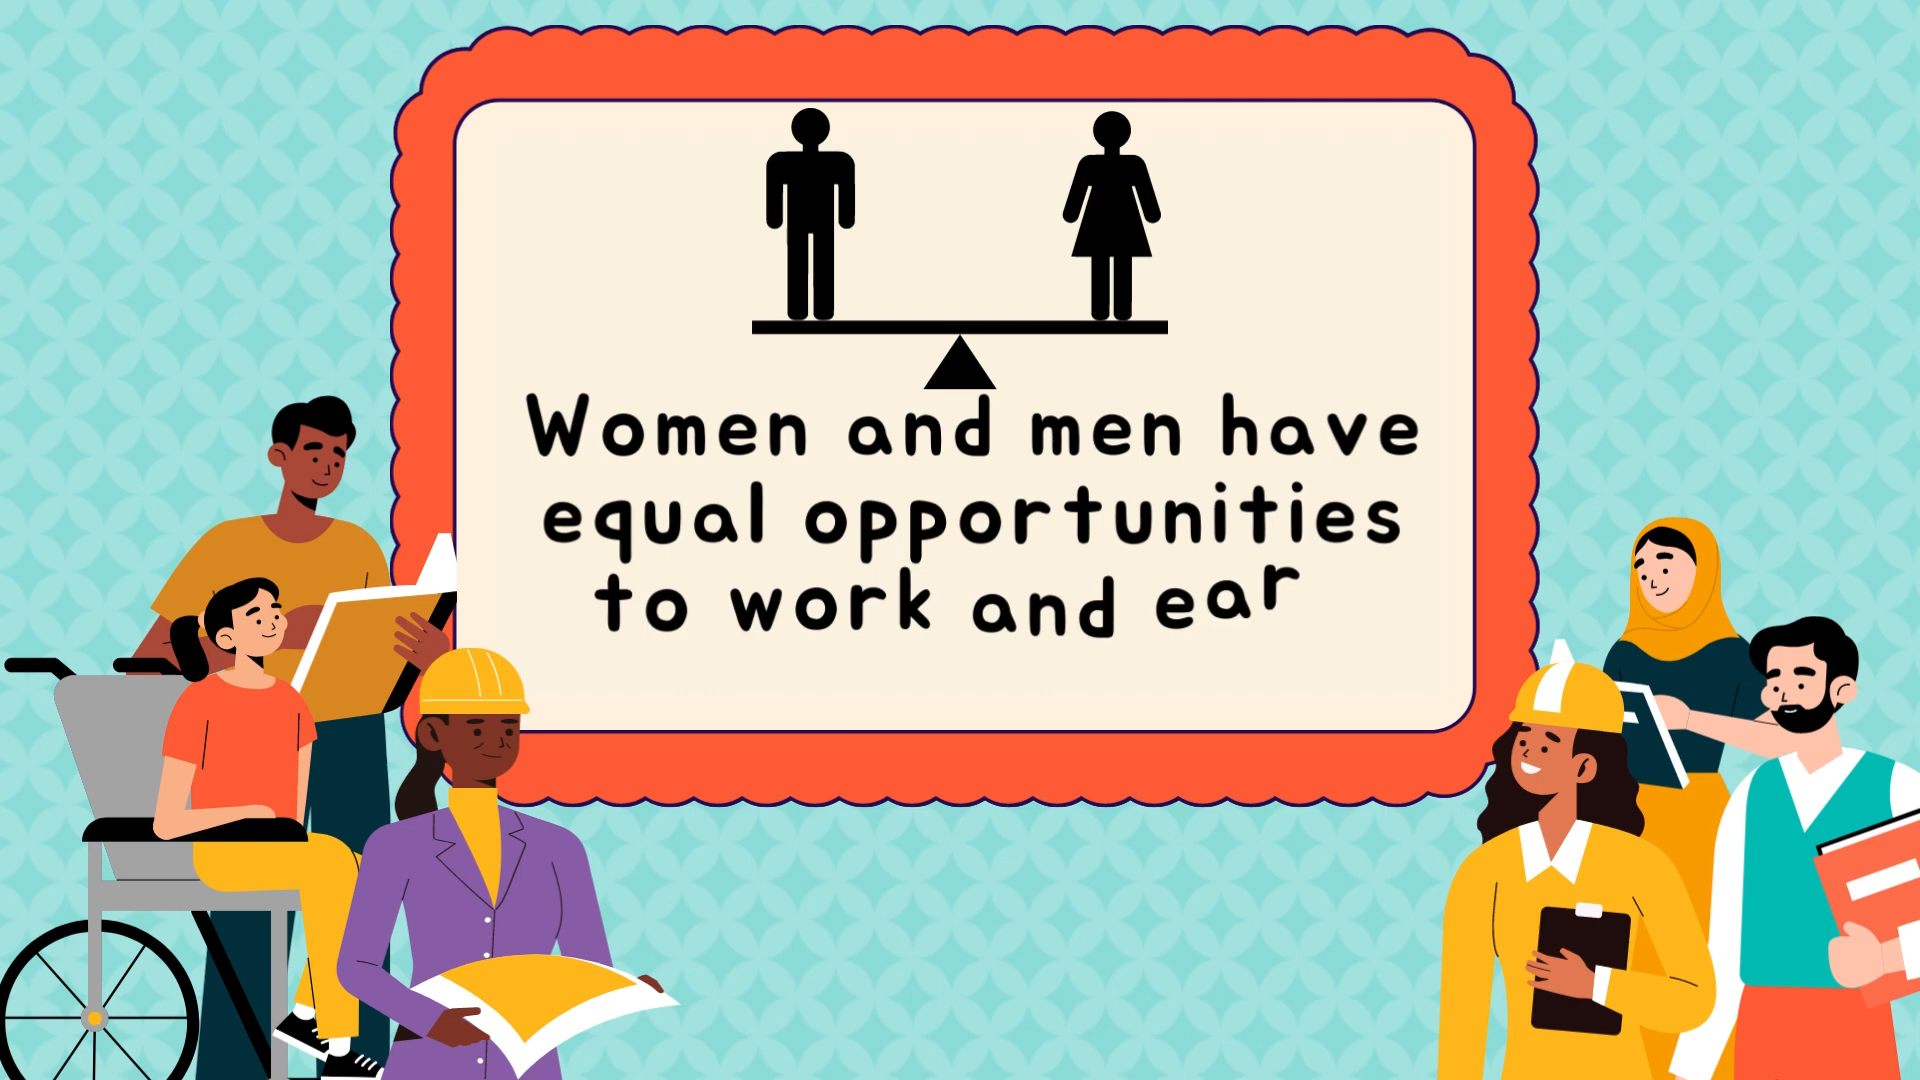 Women and men have
equal opportunities
to work and ear